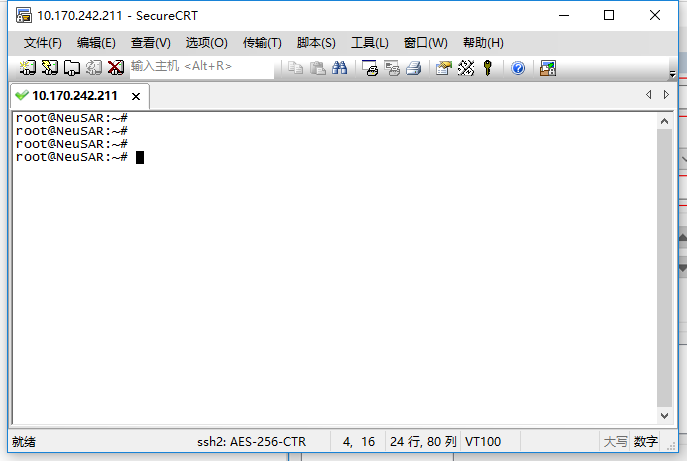 10.170.242.211 - SecureCRT
文件(F) 编辑(E) 查看(V) 选项(O) 传输(T) 脚本(S) 工具(L) 窗口(W) 帮助(H)
输入主机 <Alt+R>
10.170.242.211
root@NeuSAR:~#
root@NeuSAR:~#
root@NeuSAR:~#
root@NeuSAR:~#
就绪 ssh2: AES-256-CTR 4, 16 24 行, 80 列 VT100 大写 数字